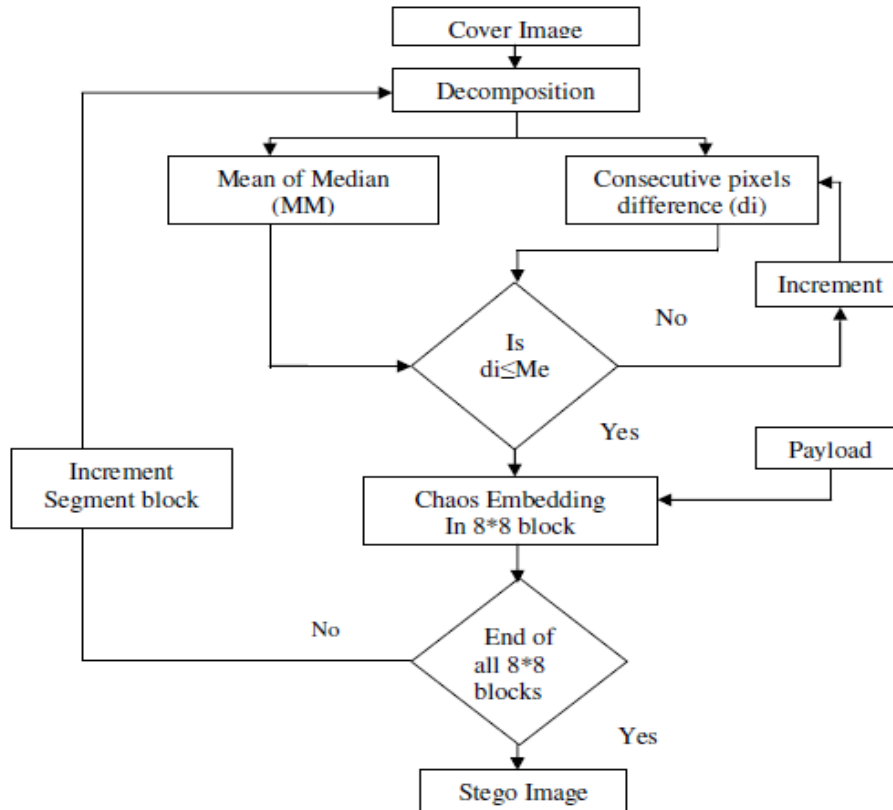 Cover Image
Decomposition
Mean of Median
(MM)
Consecutive pixels
difference (di)
Increment
No
Is
di≤Me
Yes
Payload
Increment
Segment block
Chaos Embedding
In 8*8 block
No
End of
all 8*8
blocks
Yes
Stego Image